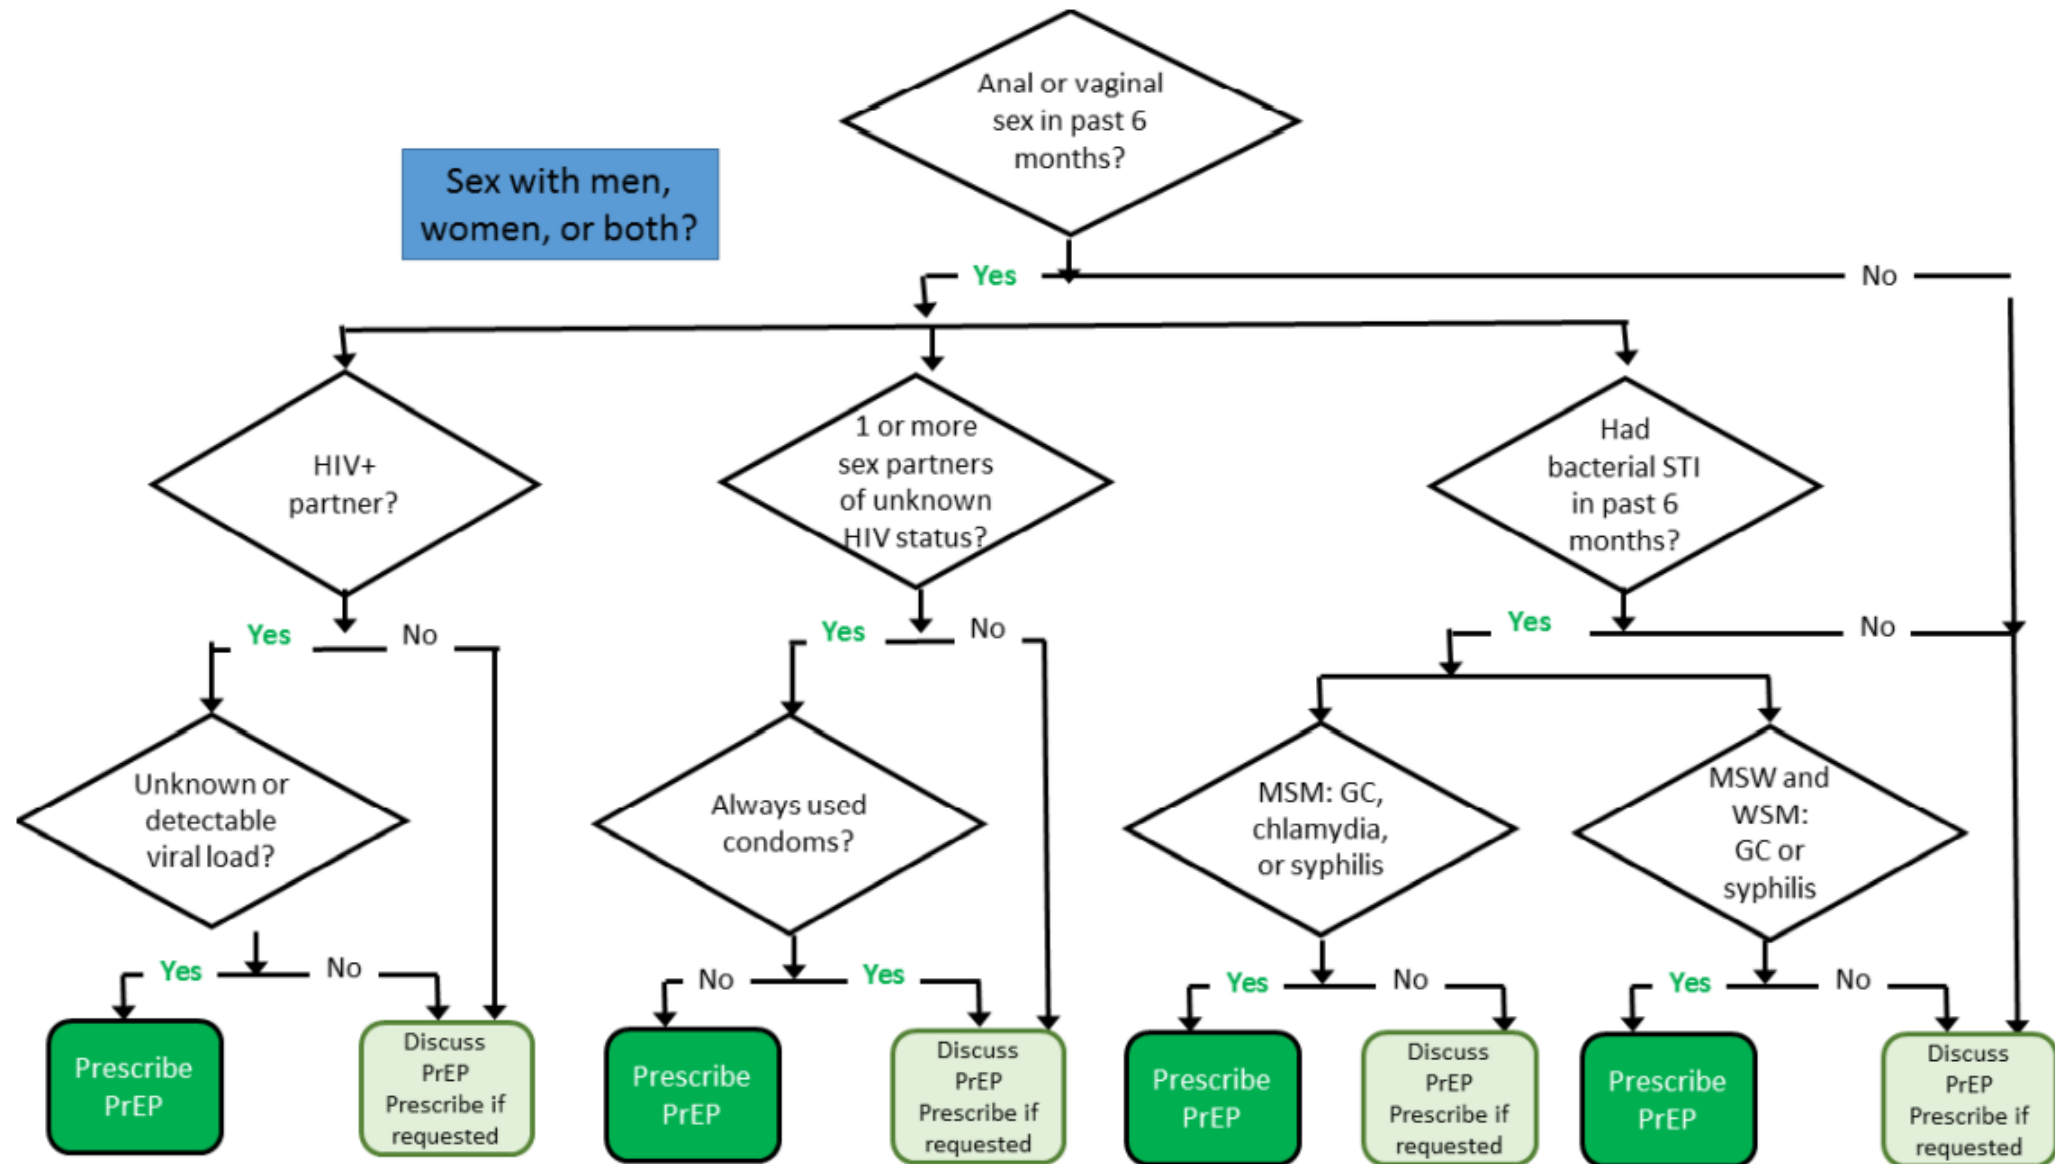 Anal or vaginal
sex in past 6
months?
Sex with men,
women, or both?
Yes
No
HIV+
partner?
1 or more
sex partners
of unknown
HIV status?
Had
bacterial STI
in past 6
months?
Yes
No
Yes
No
Yes
No
Unknown or
detectable
viral load?
Always used
condoms?
MSM: GC,
chlamydia,
or syphilis
MSW and
WSM:
GC or
syphilis
Yes
No
No
Yes
Yes
No
Yes
No
Prescribe
PrEP
Discuss
PrEP
Prescribe if
requested
Prescribe
PrEP
Discuss
PrEP
Prescribe if
requested
Prescribe
PrEP
Discuss
PrEP
Prescribe if
requested
Prescribe
PrEP
Discuss
PrEP
Prescribe if
requested